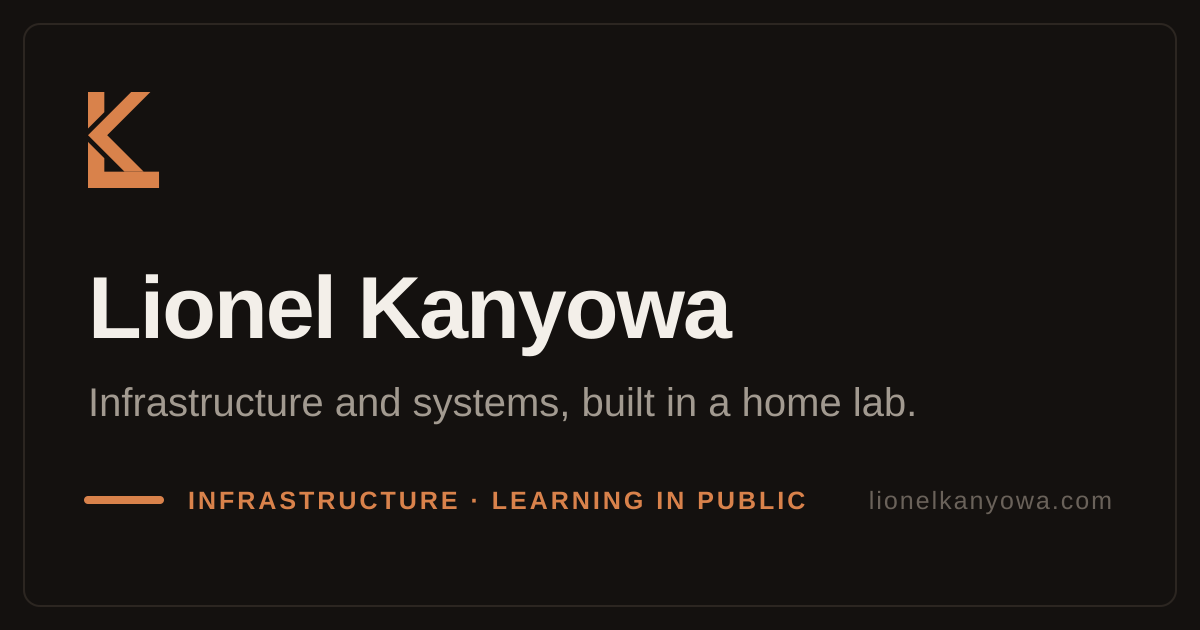 Lionel Kanyowa
Infrastructure and systems, built in a home lab.
INFRASTRUCTURE · LEARNING IN PUBLIC lionelkanyowa.com